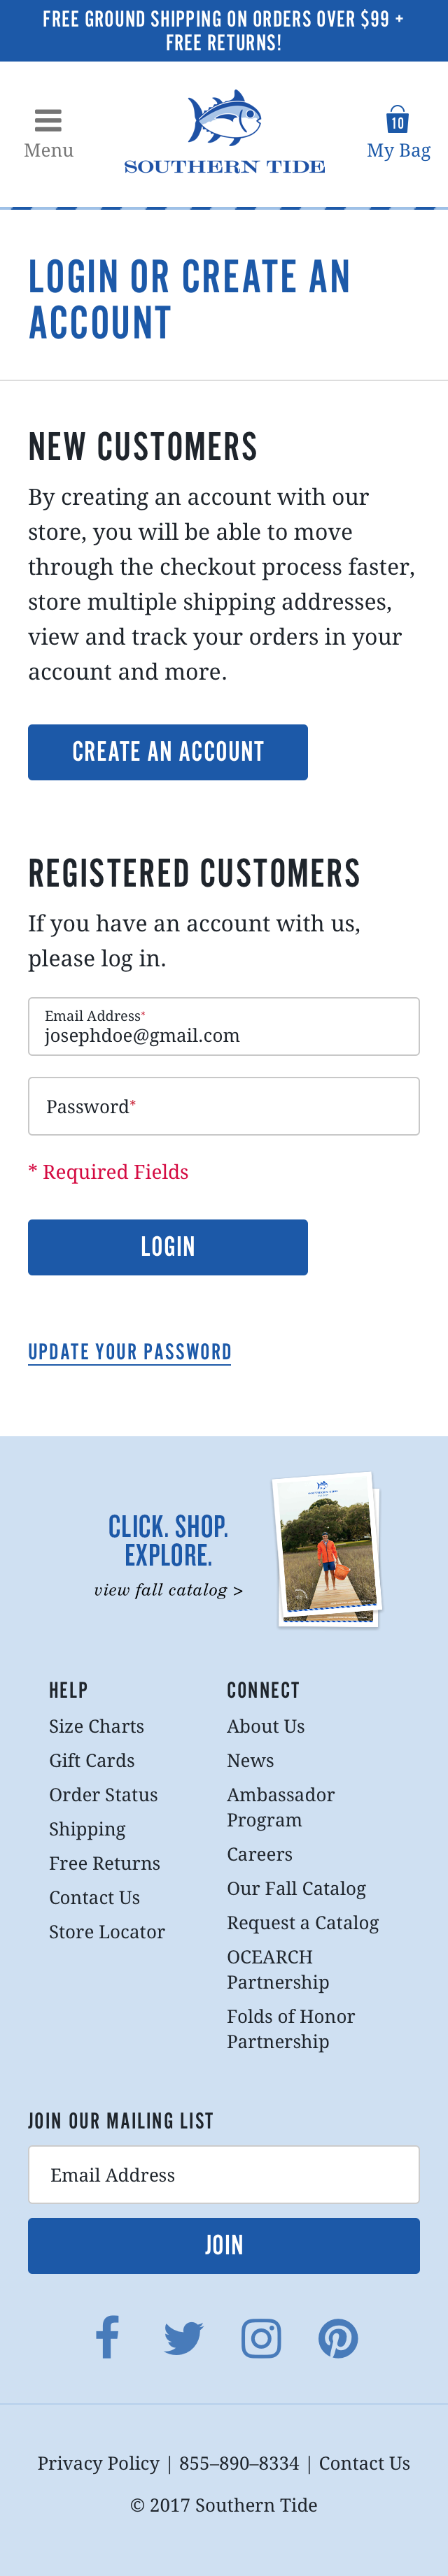 FREE GROUND SHIPPING ON ORDERS OVER $99 +
FREE RETURNS!
Menu
SOUTHERN TIDE
10
My Bag
LOGIN OR CREATE AN
ACCOUNT
NEW CUSTOMERS
By creating an account with our
store, you will be able to move
through the checkout process faster,
store multiple shipping addresses,
view and track your orders in your
account and more.
CREATE AN ACCOUNT
REGISTERED CUSTOMERS
If you have an account with us,
please log in.
Email Address*
josephdoe@gmail.com
Password*
* Required Fields
LOGIN
UPDATE YOUR PASSWORD
CLICK. SHOP.
EXPLORE.
view fall catalog >
SOUTHERN TIDE
HELP
Size Charts
Gift Cards
Order Status
Shipping
Free Returns
Contact Us
Store Locator
CONNECT
About Us
News
Ambassador
Program
Careers
Our Fall Catalog
Request a Catalog
OCEARCH
Partnership
Folds of Honor
Partnership
JOIN OUR MAILING LIST
Email Address
JOIN
Privacy Policy | 855–890–8334 | Contact Us
© 2017 Southern Tide